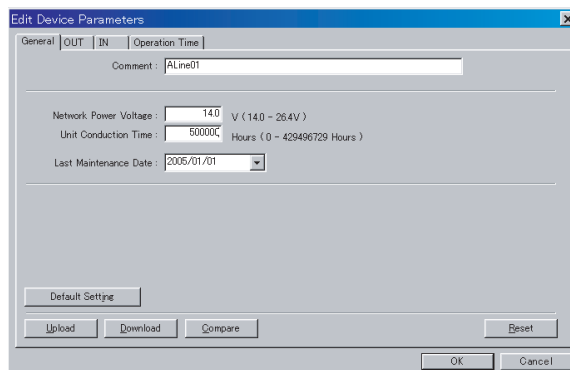 Edit Device Parameters
General OUT IN Operation Time
Comment : ALine01
Network Power Voltage : 14.0 V ( 14.0 - 26.4V )
Unit Conduction Time : 50000 Hours ( 0 - 429496729 Hours )
Last Maintenance Date : 2005/01/01
Default Setting
Upload Download Compare Reset
OK Cancel